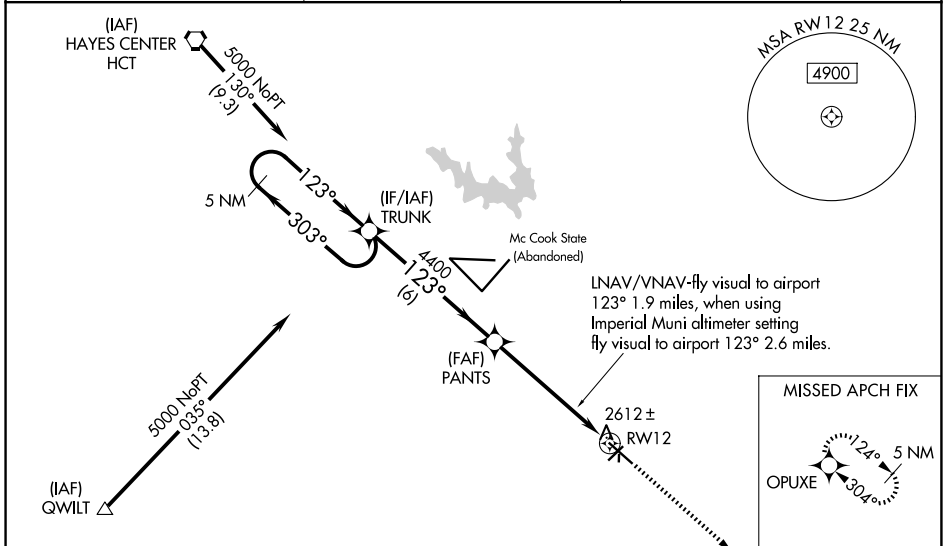 (IAF)
HAYES CENTER
HCT
5000 NoPT
130°
(9.3)
MSA RW12 25 NM
4900
123°
5 NM
303°
(IF/IAF)
TRUNK
4400
123°
(6)
Mc Cook State
(Abandoned)
LNAV/VNAV-fly visual to airport
123° 1.9 miles, when using
Imperial Muni altimeter setting
fly visual to airport 123° 2.6 miles.
(FAF)
PANTS
5000 NoPT
035°
(13.8)
(IAF)
QWILT
2612 ±
RW12
MISSED APCH FIX
124°
5 NM
OPUXE
304°